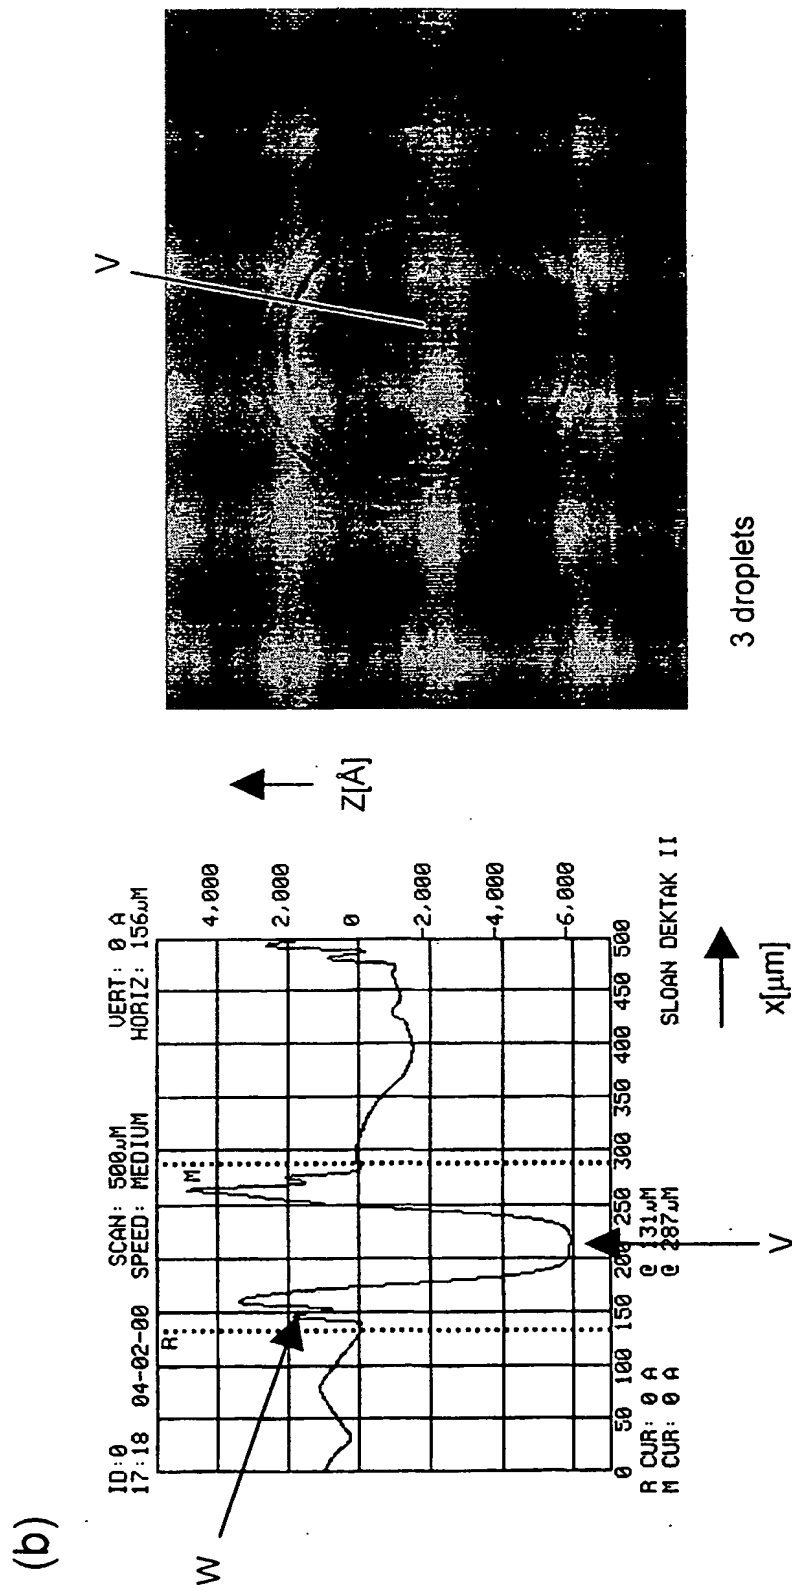 (b)
ID:0 SCAN: 500µM VERT: 0 A
17:18 04-02-00 SPEED: MEDIUM HORIZ: 156µM
R
M
4,000
2,000
0
-2,000
-4,000
-6,000
0 50 100 150 200 250 300 350 400 450 500
R CUR: 0 A @ 131µM
M CUR: 0 A @ 287µM
SLOAN DEKTAK II
W
V
X[µm]
Z[Å]
V
3 droplets